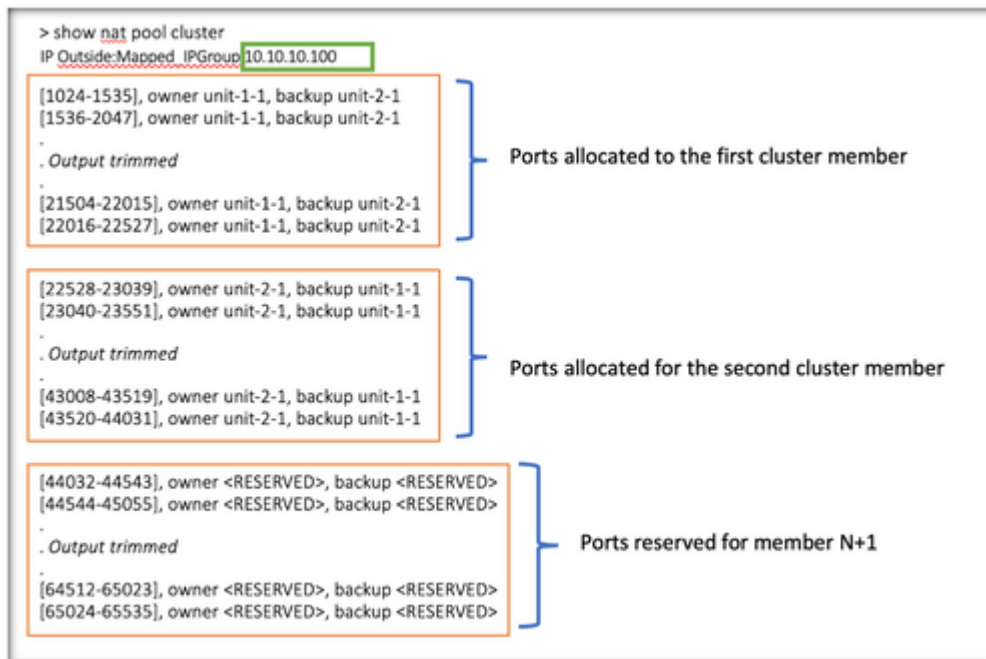 > show nat pool cluster
IP Outside:Mapped_IPGroup 10.10.10.100
[1024-1535], owner unit-1-1, backup unit-2-1
[1536-2047], owner unit-1-1, backup unit-2-1
.
. Output trimmed
.
[21504-22015], owner unit-1-1, backup unit-2-1
[22016-22527], owner unit-1-1, backup unit-2-1
Ports allocated to the first cluster member
[22528-23039], owner unit-2-1, backup unit-1-1
[23040-23551], owner unit-2-1, backup unit-1-1
.
. Output trimmed
.
[43008-43519], owner unit-2-1, backup unit-1-1
[43520-44031], owner unit-2-1, backup unit-1-1
Ports allocated for the second cluster member
[44032-44543], owner <RESERVED>, backup <RESERVED>
[44544-45055], owner <RESERVED>, backup <RESERVED>
.
. Output trimmed
.
[64512-65023], owner <RESERVED>, backup <RESERVED>
[65024-65535], owner <RESERVED>, backup <RESERVED>
Ports reserved for member N+1